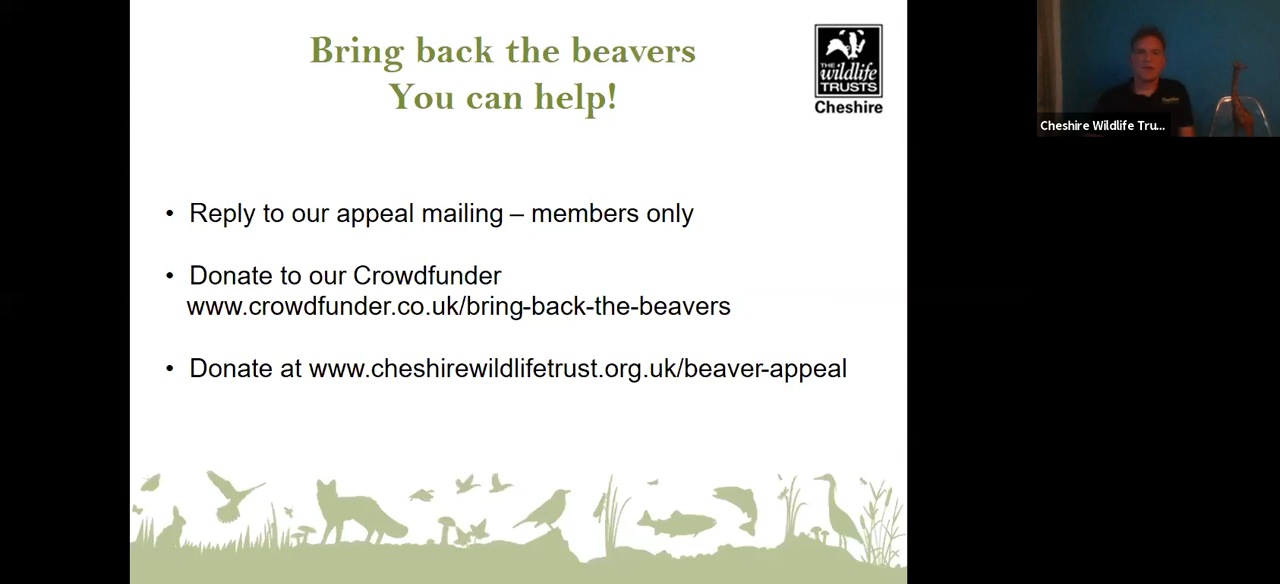 Bring back the beavers
You can help!
THE
wildlife
TRUSTS
Cheshire
Cheshire Wildlife Tru...
• Reply to our appeal mailing – members only
• Donate to our Crowdfunder
www.crowdfunder.co.uk/bring-back-the-beavers
• Donate at www.cheshirewildlifetrust.org.uk/beaver-appeal